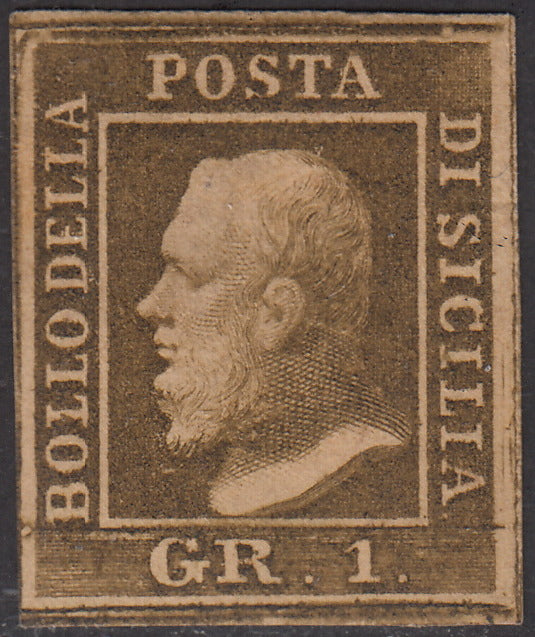 BOLLO DELLA
POSTA
DI SICILIA
GR. 1.